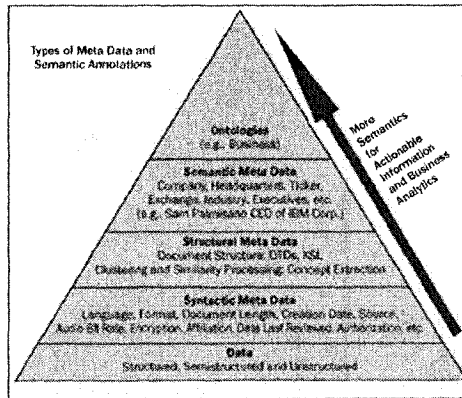 Types of Meta Data and
Semantic Annotations
Ontologies
(e.g., Business)
Semantic Meta Data
Company, Headquarters, Ticker,
Exchange, Industry, Executives, etc.
(e.g., Sam Palmisano CEO of IBM Corp.)
Structural Meta Data
Document Structure, DTDs, XSL,
Clustering and Similarity Processing: Concept Extraction
Syntactic Meta Data
Language, Format, Document Length, Creation Date, Source,
Audio Bit Rate, Encryption, Affiliation, Date Last Reviewed, Authorization, etc
Data
Structured, Semistructured and Unstructured
More
Semantics
for
Actionable
Information
and Business
Analytics